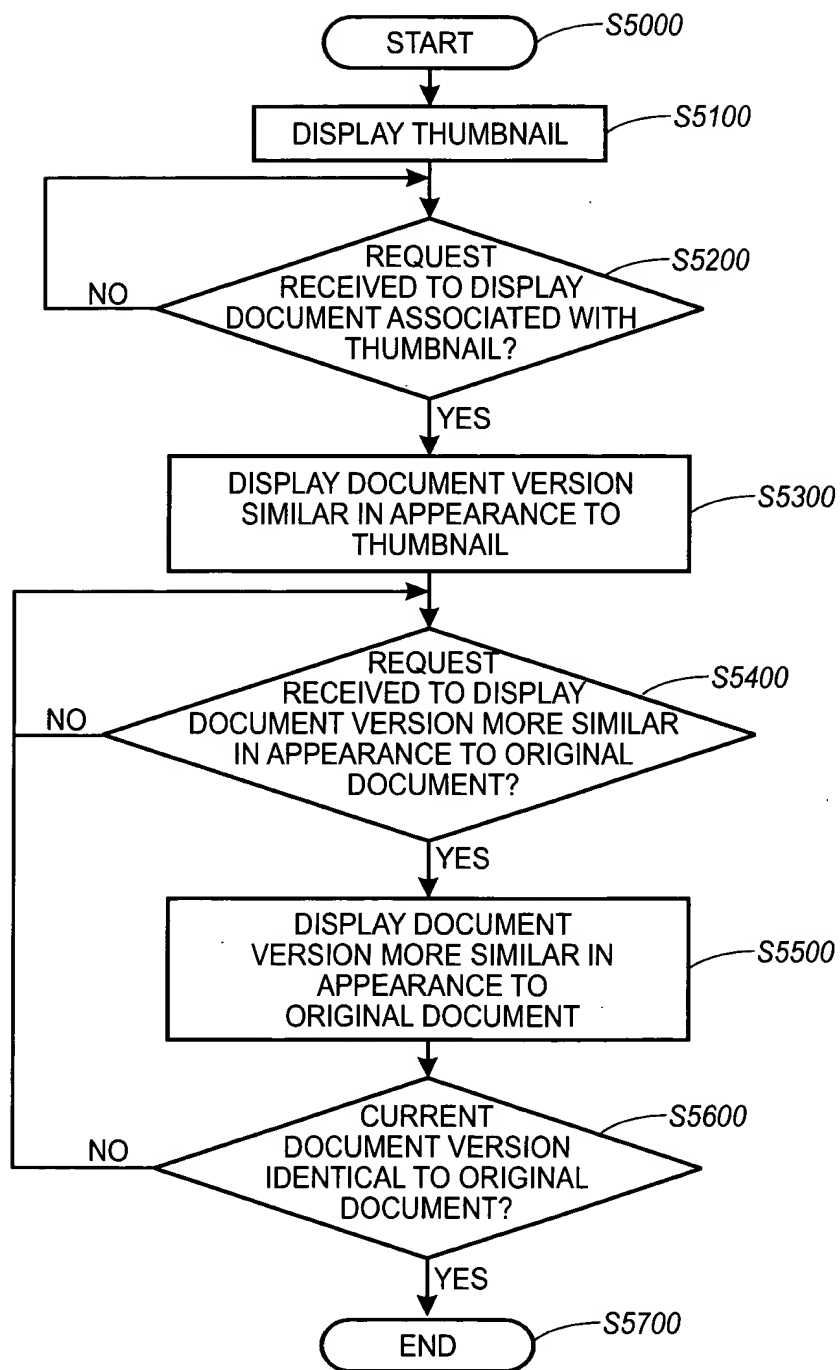 START
S5000
DISPLAY THUMBNAIL
S5100
REQUEST
RECEIVED TO DISPLAY
DOCUMENT ASSOCIATED WITH
THUMBNAIL?
S5200
NO
YES
DISPLAY DOCUMENT VERSION
SIMILAR IN APPEARANCE TO
THUMBNAIL
S5300
REQUEST
RECEIVED TO DISPLAY
DOCUMENT VERSION MORE SIMILAR
IN APPEARANCE TO ORIGINAL
DOCUMENT?
S5400
NO
YES
DISPLAY DOCUMENT
VERSION MORE SIMILAR IN
APPEARANCE TO
ORIGINAL DOCUMENT
S5500
CURRENT
DOCUMENT VERSION
IDENTICAL TO ORIGINAL
DOCUMENT?
S5600
NO
YES
END
S5700